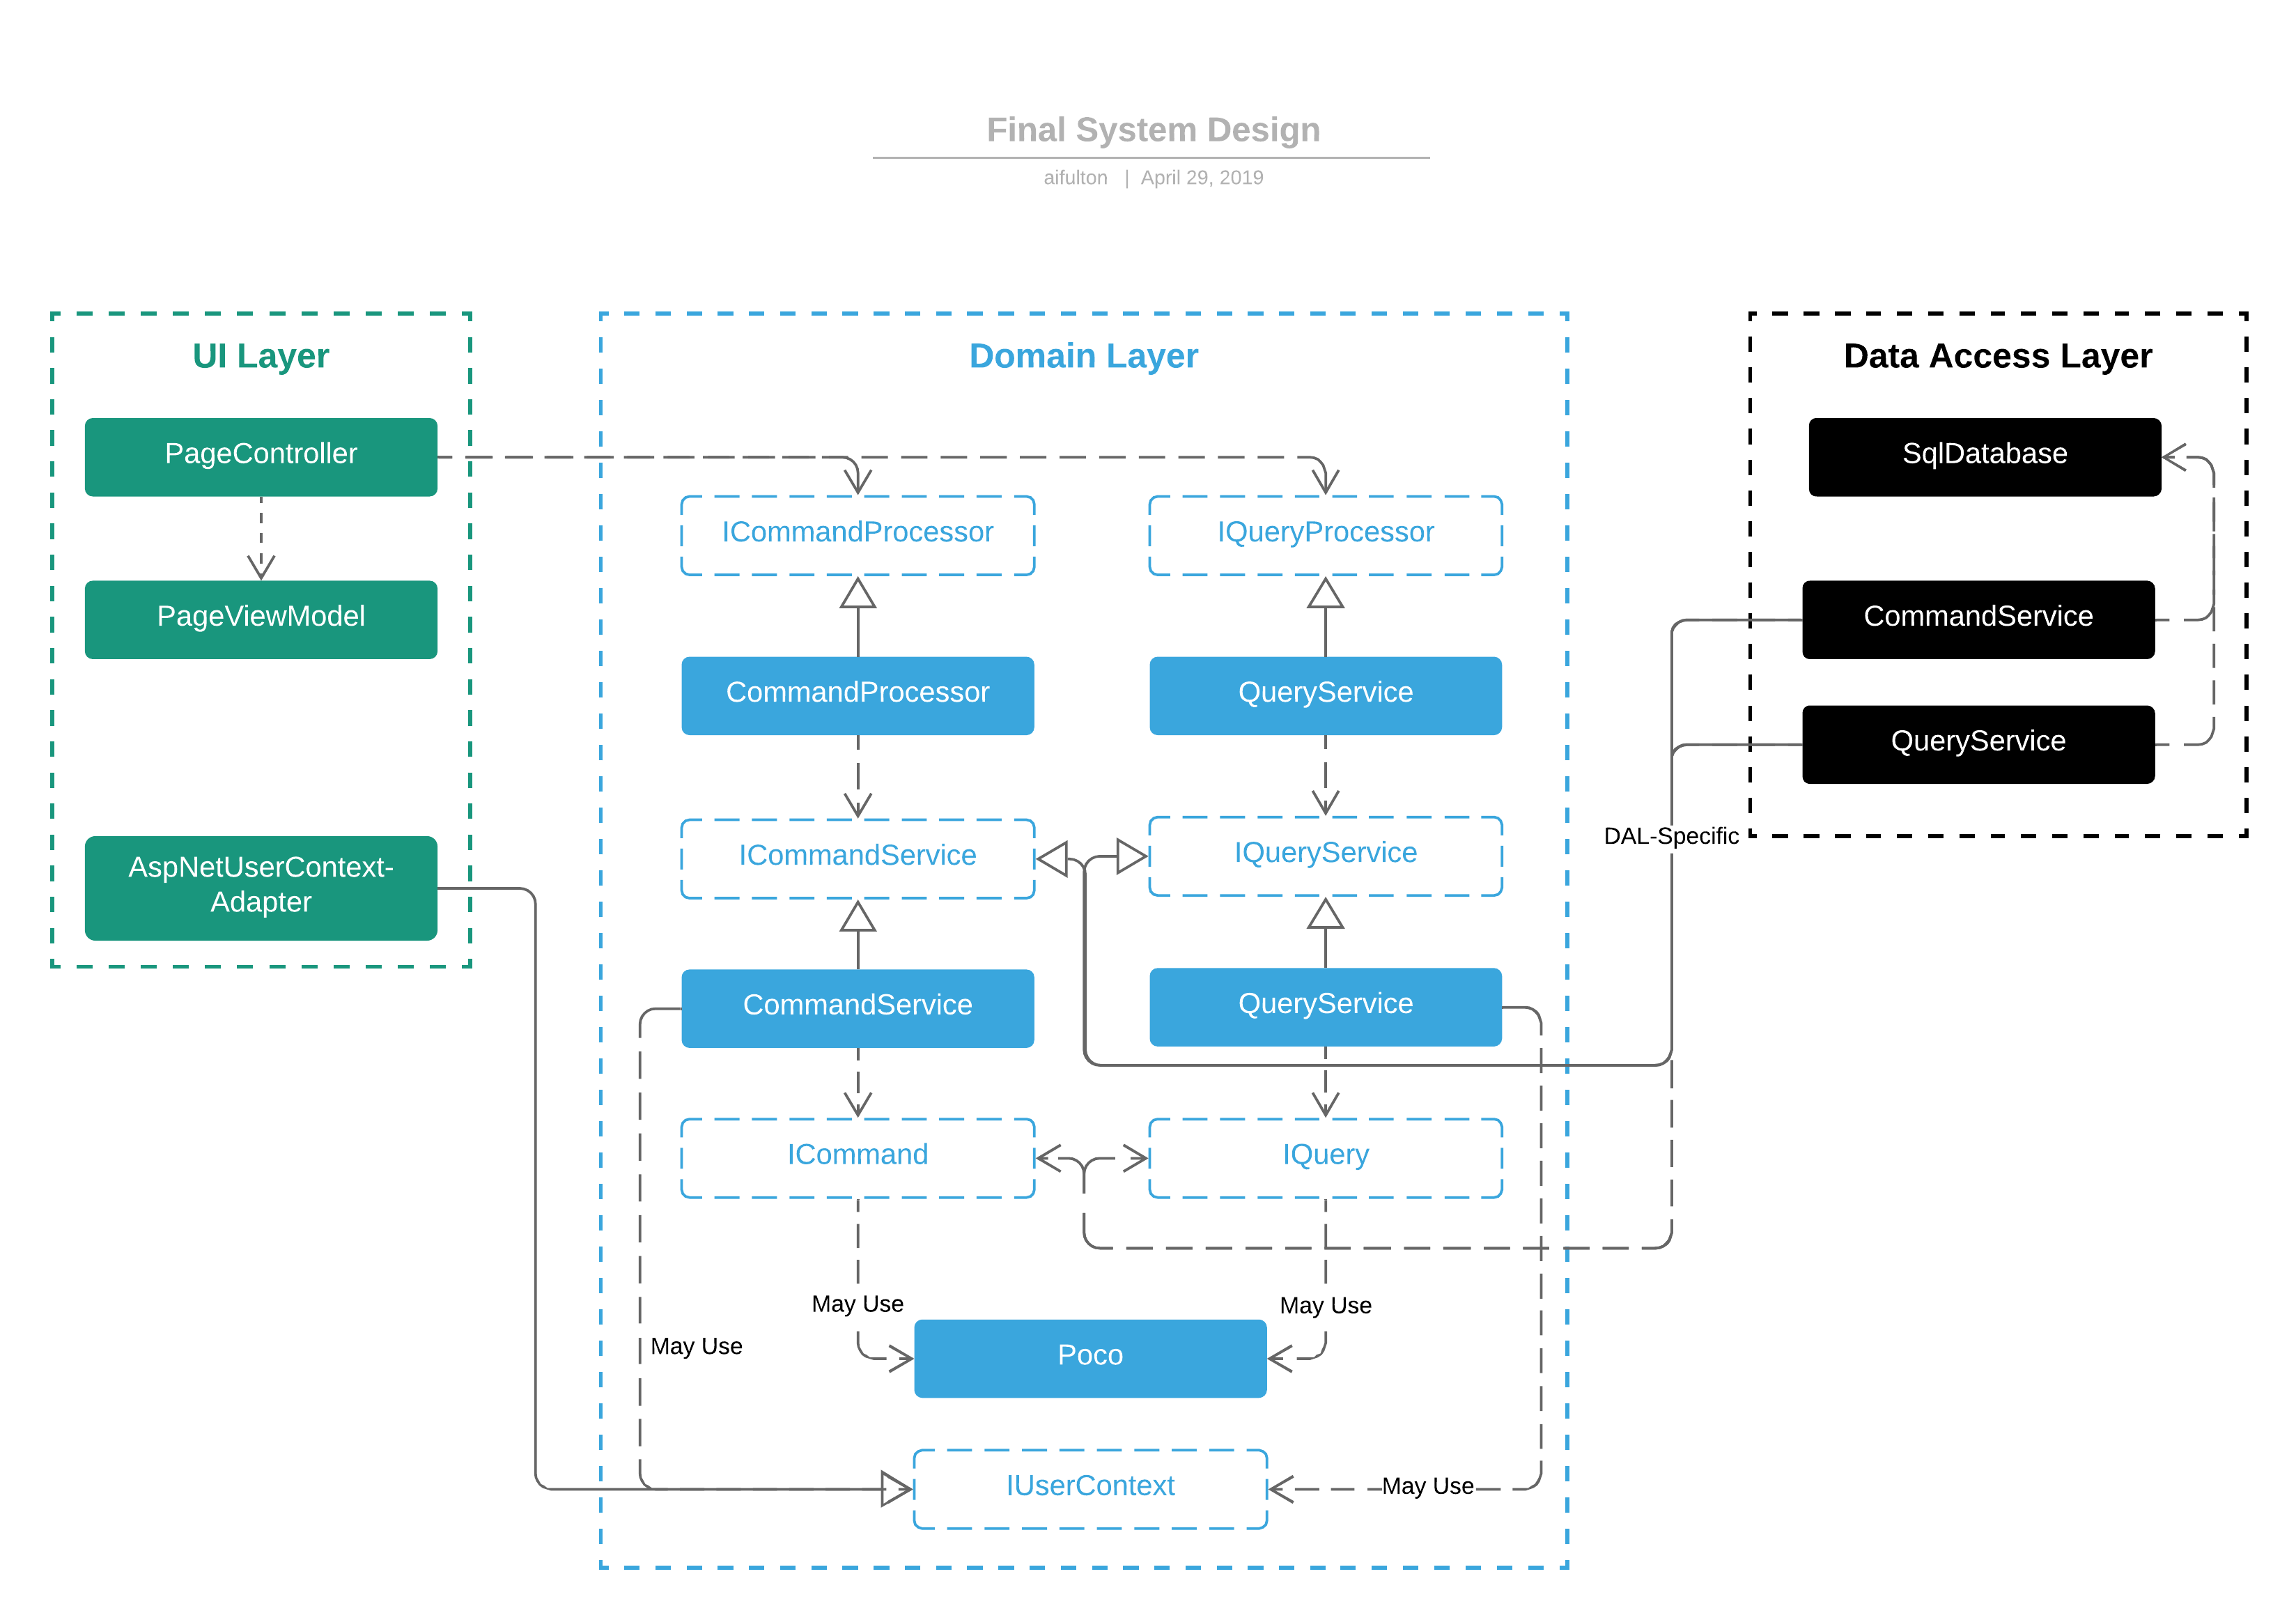 Final System Design
aifulton | April 29, 2019
UI Layer
PageController
PageViewModel
AspNetUserContext-
Adapter
Domain Layer
ICommandProcessor
IQueryProcessor
CommandProcessor
QueryService
ICommandService
IQueryService
CommandService
QueryService
ICommand
IQuery
May Use
May Use
May Use
Poco
IUserContext
May Use
DAL-Specific
Data Access Layer
SqlDatabase
CommandService
QueryService